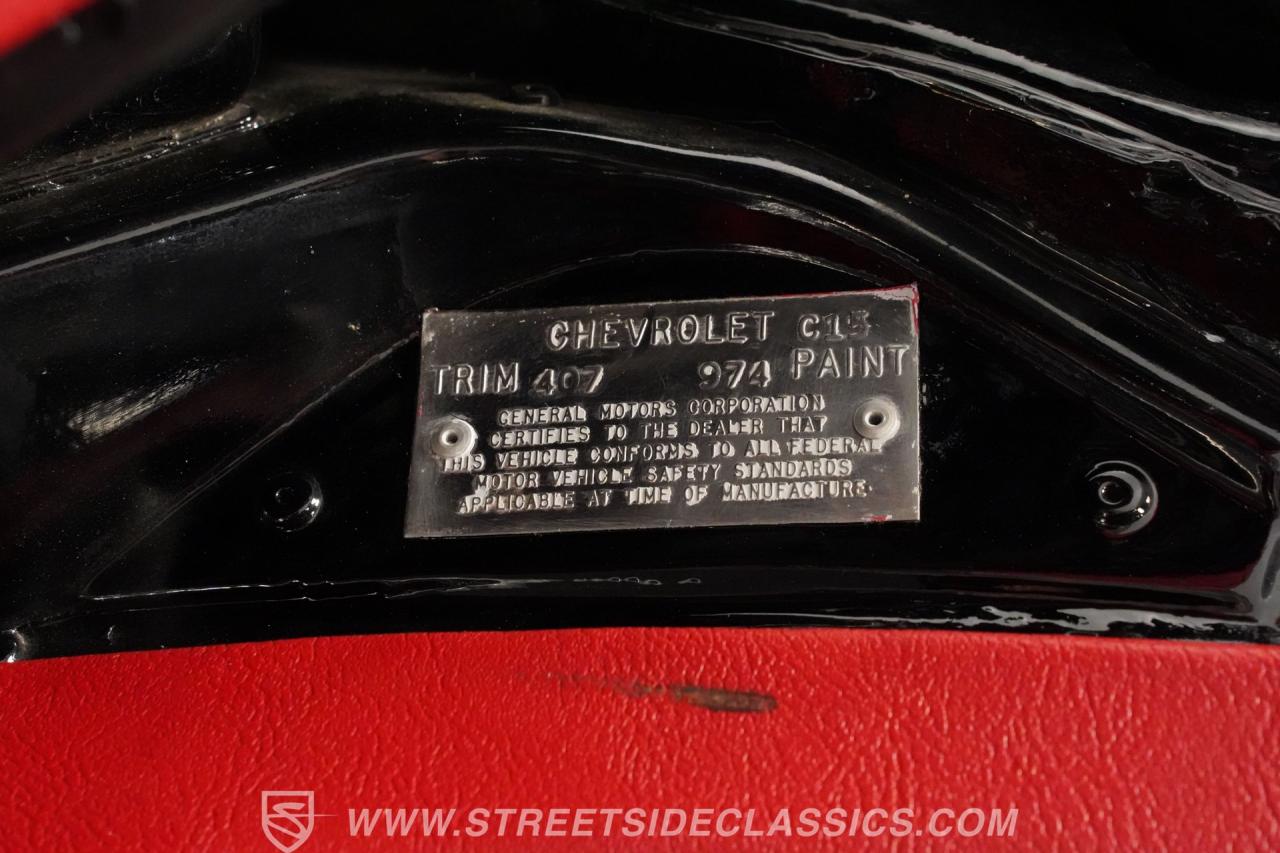 CHEVROLET C15
TRIM 407 974 PAINT
GENERAL MOTORS CORPORATION
CERTIFIES TO THE DEALER THAT
THIS VEHICLE CONFORMS TO ALL FEDERAL
MOTOR VEHICLE SAFETY STANDARDS
APPLICABLE AT TIME OF MANUFACTURE.
WWW.STREETSIDECLASSICS.COM